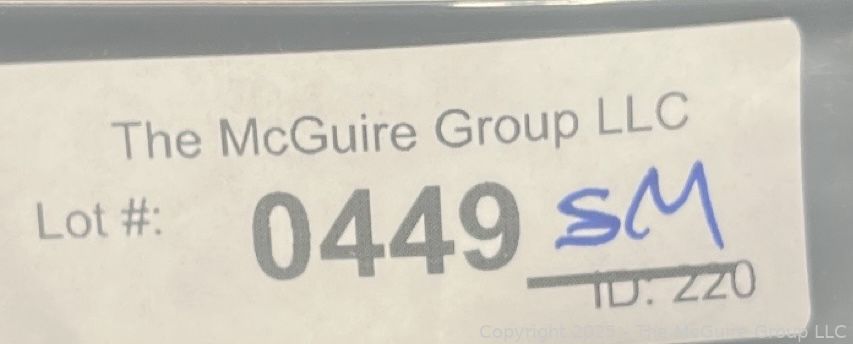 The McGuire Group LLC
Lot #: 0449 SM
ID: 220
Copyright 2025 - The McGuire Group LLC